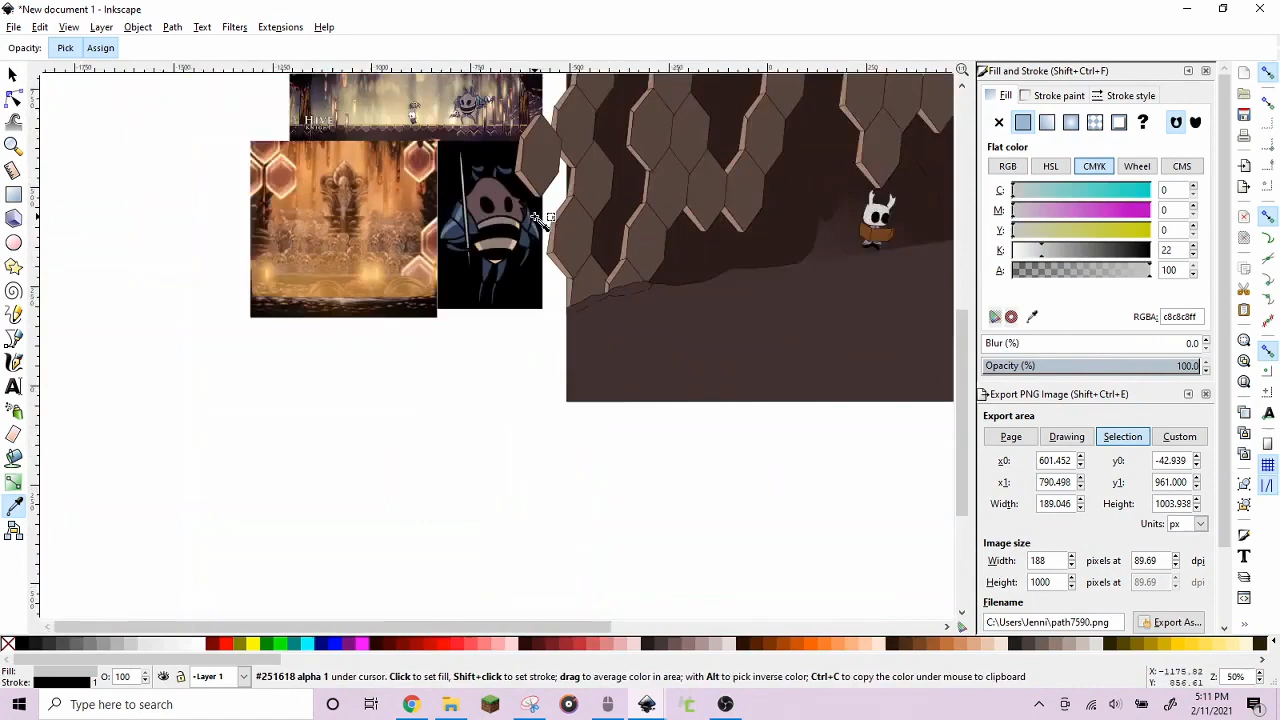 *New document 1 - Inkscape
File Edit View Layer Object Path Text Filters Extensions Help
Opacity: Pick Assign
Fill and Stroke (Shift+Ctrl+F)
Fill Stroke paint Stroke style
?
Flat color
RGB HSL CMYK Wheel CMS
C: 0
M: 0
Y: 0
K: 22
A: 100
RGBA: c8c8c8ff
Blur (%) 0.0
Opacity (%) 100.0
Export PNG Image (Shift+Ctrl+E)
Export area
Page Drawing Selection Custom
x0: 601.452 y0: -42.939
x1: 790.498 y1: 961.000
Width: 189.046 Height: 1003.938
Units: px
Image size
Width: 188 pixels at 89.69 dpi
Height: 1000 pixels at 89.69 dpi
Filename
C:\Users\Jenni\path7590.png Export As...
HIVE
KNIGHT
Fill:
Stroke: 1 O: 100 Layer 1 #251618 alpha 1 under cursor. Click to set fill, Shift+click to set stroke; drag to average color in area; with Alt to pick inverse color; Ctrl+C to copy the color under mouse to clipboard
X: -1175.82
Y: 856.61
Z: 50%
Type here to search
5:11 PM
2/11/2021